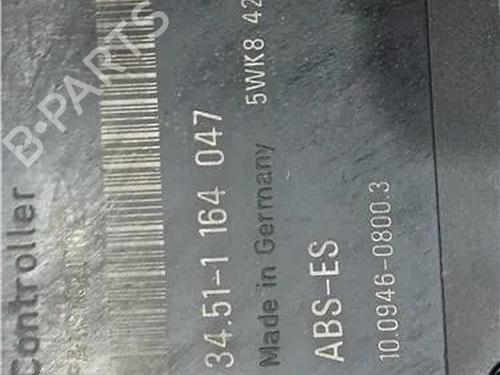 Controller
34.51-1 164 047
Made in Germany 5WK8 42
ABS-ES
10.0946-0800.3
B-PARTS